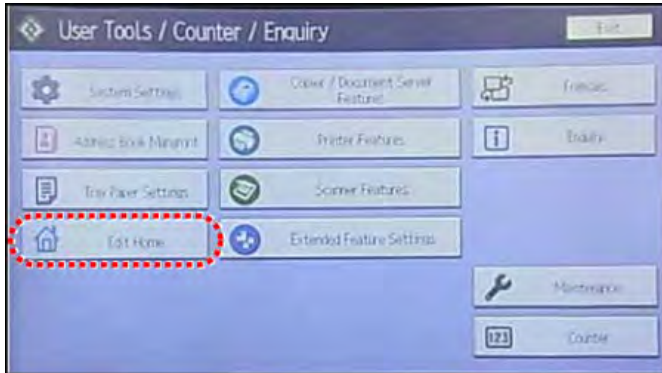 User Tools / Counter / Enquiry
Exit
System Settings
Copier / Document Server
Features
Français
Address Book Mangmnt
Printer Features
Enquiry
Tray Paper Settings
Scanner Features
Edit Home
Extended Feature Settings
Maintenance
123
Counter